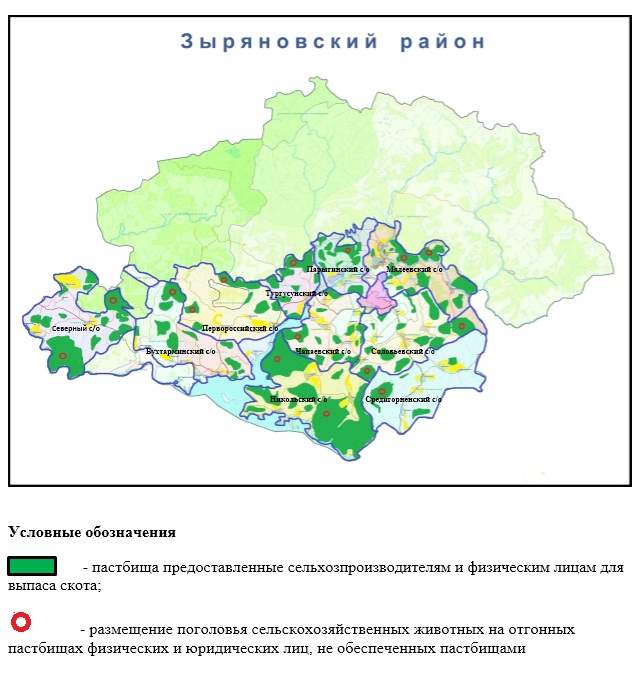 Зыряновский район
Парыгинский с/о
Малеевский с/о
Тургусунский с/о
Северный с/о
Первороссийский с/о
Бухтарминский с/о
Чапаевский с/о
Соловьевский с/о
Никольский с/о
Средигорненский с/о
Условные обозначения
- пастбища предоставленные сельхозпроизводителям и физическим лицам для
выпаса скота;
- размещение поголовья сельскохозяйственных животных на отгонных
пастбищах физических и юридических лиц, не обеспеченных пастбищами